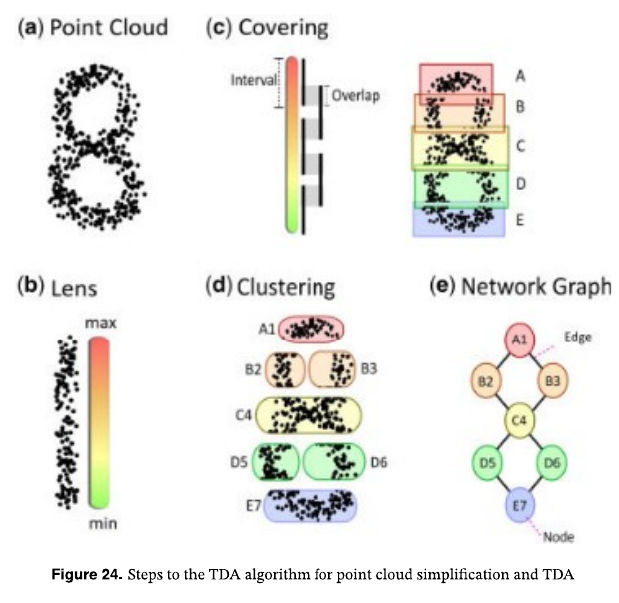 (a) Point Cloud
(c) Covering
Interval
Overlap
A
B
C
D
E
(b) Lens
max
min
(d) Clustering
A1
B2
B3
C4
D5
D6
E7
(e) Network Graph
A1
Edge
B2
B3
C4
D5
D6
E7
Node
Figure 24. Steps to the TDA algorithm for point cloud simplification and TDA